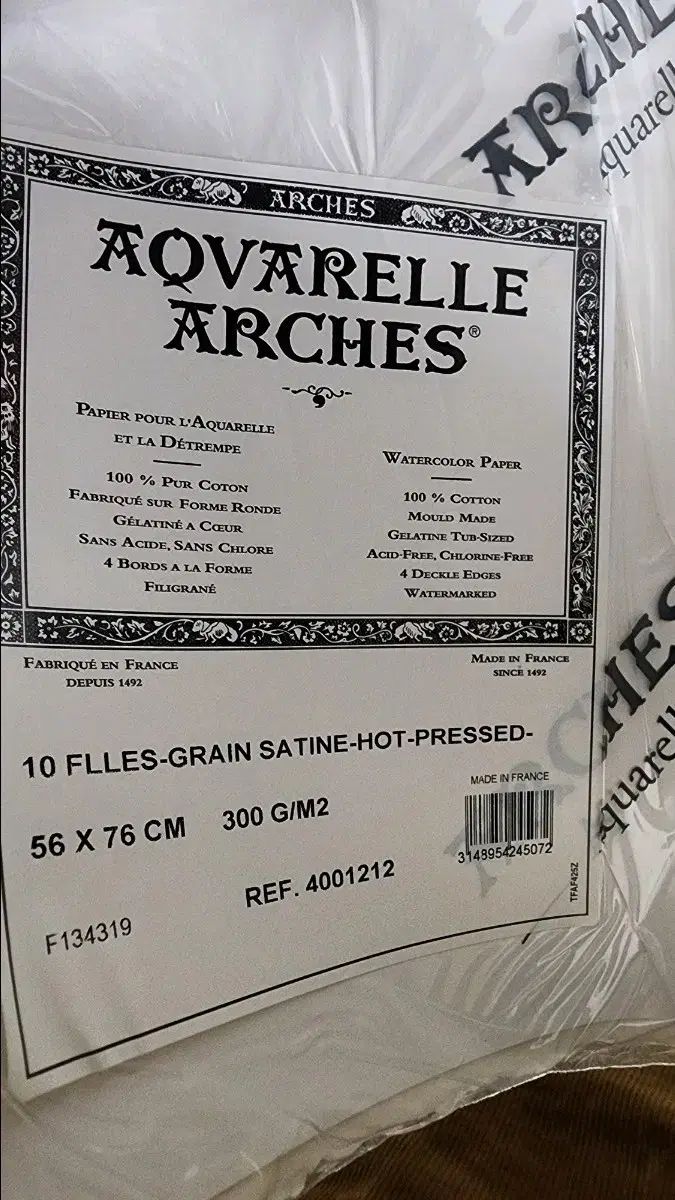 ARCHES
quarel
ARCHES
AQVARELLE
ARCHES®
PAPIER POUR L'AQUARELLE
ET LA DÉTREMPE
100 % PUR COTON
FABRIQUÉ SUR FORME RONDE
GÉLATINÉ A CŒUR
SANS ACIDE, SANS CHLORE
4 BORDS A LA FORME
FILIGRANÉ
WATERCOLOR PAPER
100 % COTTON
MOULD MADE
GELATINE TUB-SIZED
ACID-FREE, CHLORINE-FREE
4 DECKLE EDGES
WATERMARKED
FABRIQUÉ EN FRANCE
DEPUIS 1492
MADE IN FRANCE
SINCE 1492
10 FLLES-GRAIN SATINE-HOT-PRESSED-
56 X 76 CM 300 G/M2
MADE IN FRANCE
3148954245072
REF. 4001212
F134319
TFAF425Z
ARCHES
quarel